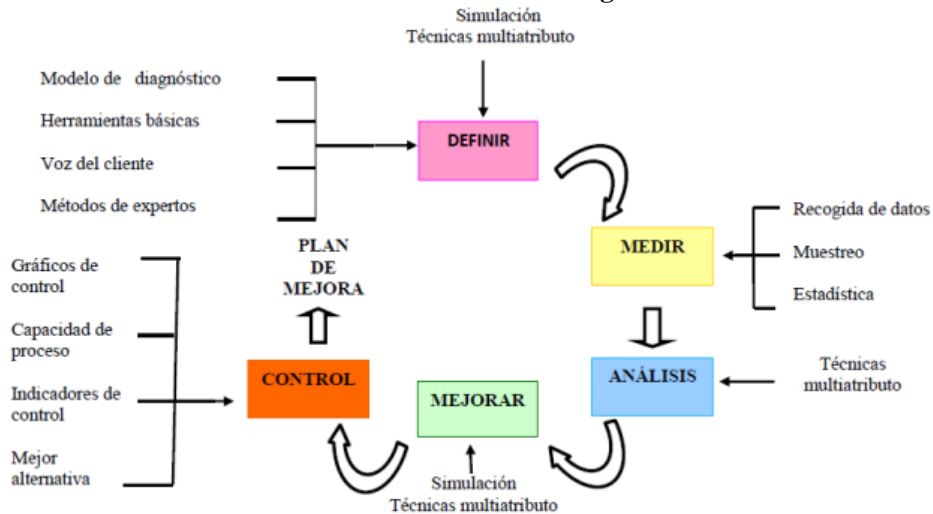 Simulación
Técnicas multiatributo
Modelo de diagnóstico
Herramientas básicas
Voz del cliente
Métodos de expertos
DEFINIR
MEDIR
Recogida de datos
Muestreo
Estadística
PLAN
DE
MEJORA
Gráficos de
control
Capacidad de
proceso
Indicadores de
control
Mejor
alternativa
CONTROL
MEJORAR
ANÁLISIS
Técnicas
multiatributo
Simulación
Técnicas multiatributo